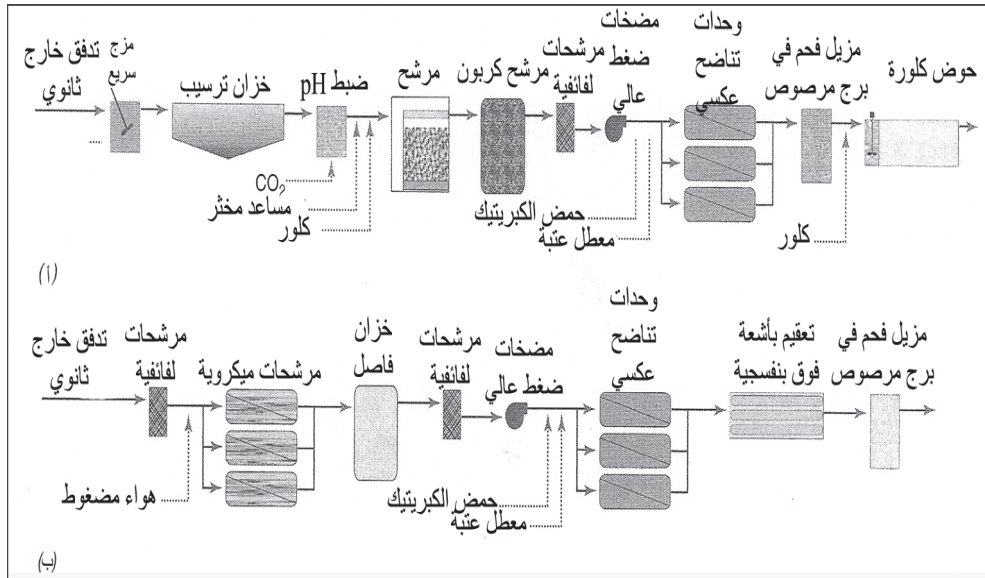 تدفق خارج
ثانوي
مزج
سريع
خزان ترسيب
ضبط pH
مرشح
مرشح كربون
مرشحات
لفائفية
مضخات
ضغط
عالي
وحدات
تناضح
عكسي
مزيل فحم في
برج مرصوص
حوض كلورة
CO₂
مساعد مخثر
كلور
حمض الكبريتيك
معطل عتبة
كلور
(أ)
تدفق خارج
ثانوي
مرشحات
لفائفية
مرشحات ميكروية
خزان
فاصل
مرشحات
لفائفية
مضخات
ضغط عالي
وحدات
تناضح
عكسي
تعقيم بأشعة
فوق بنفسجية
مزيل فحم في
برج مرصوص
هواء مضغوط
حمض الكبريتيك
معطل عتبة
(ب)